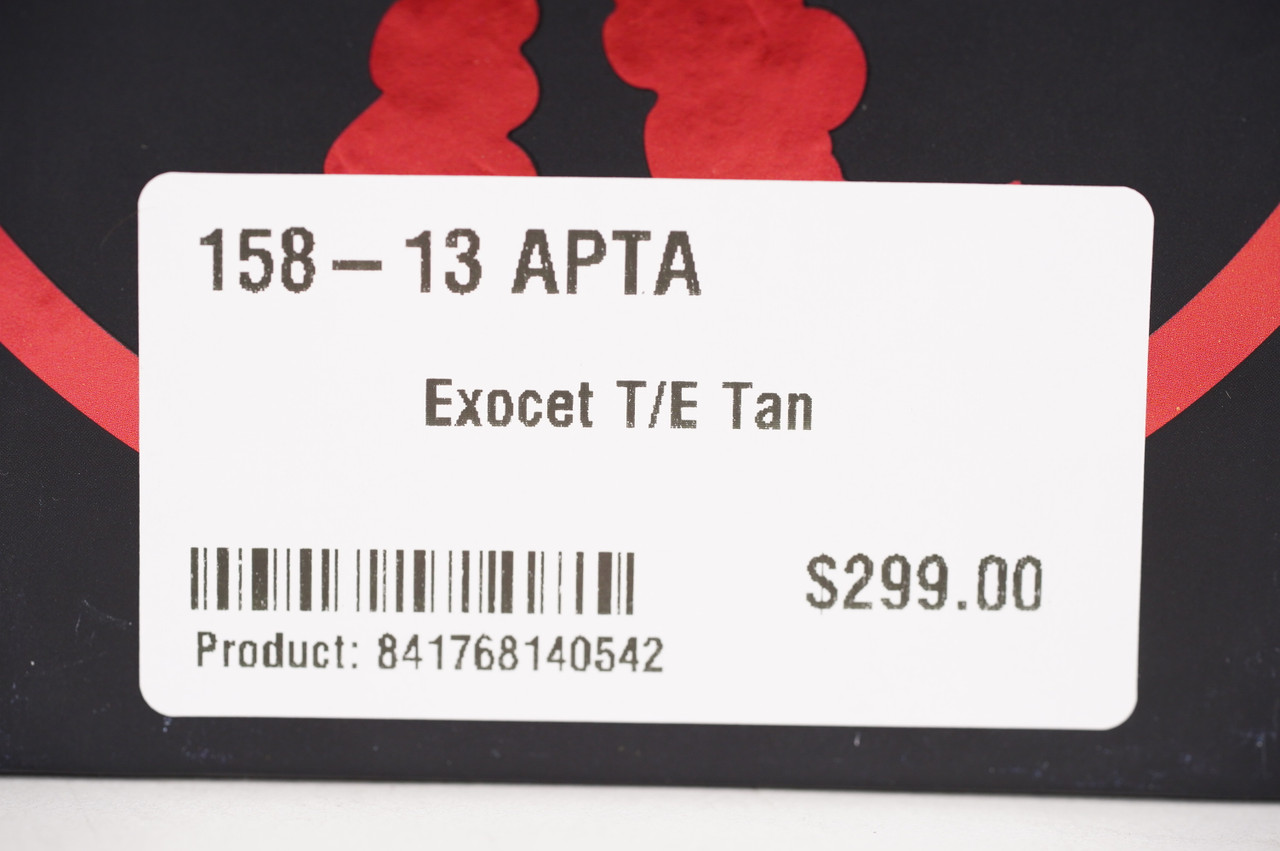 158-13 APTA
Exocet T/E Tan
$299.00
Product: 841768140542